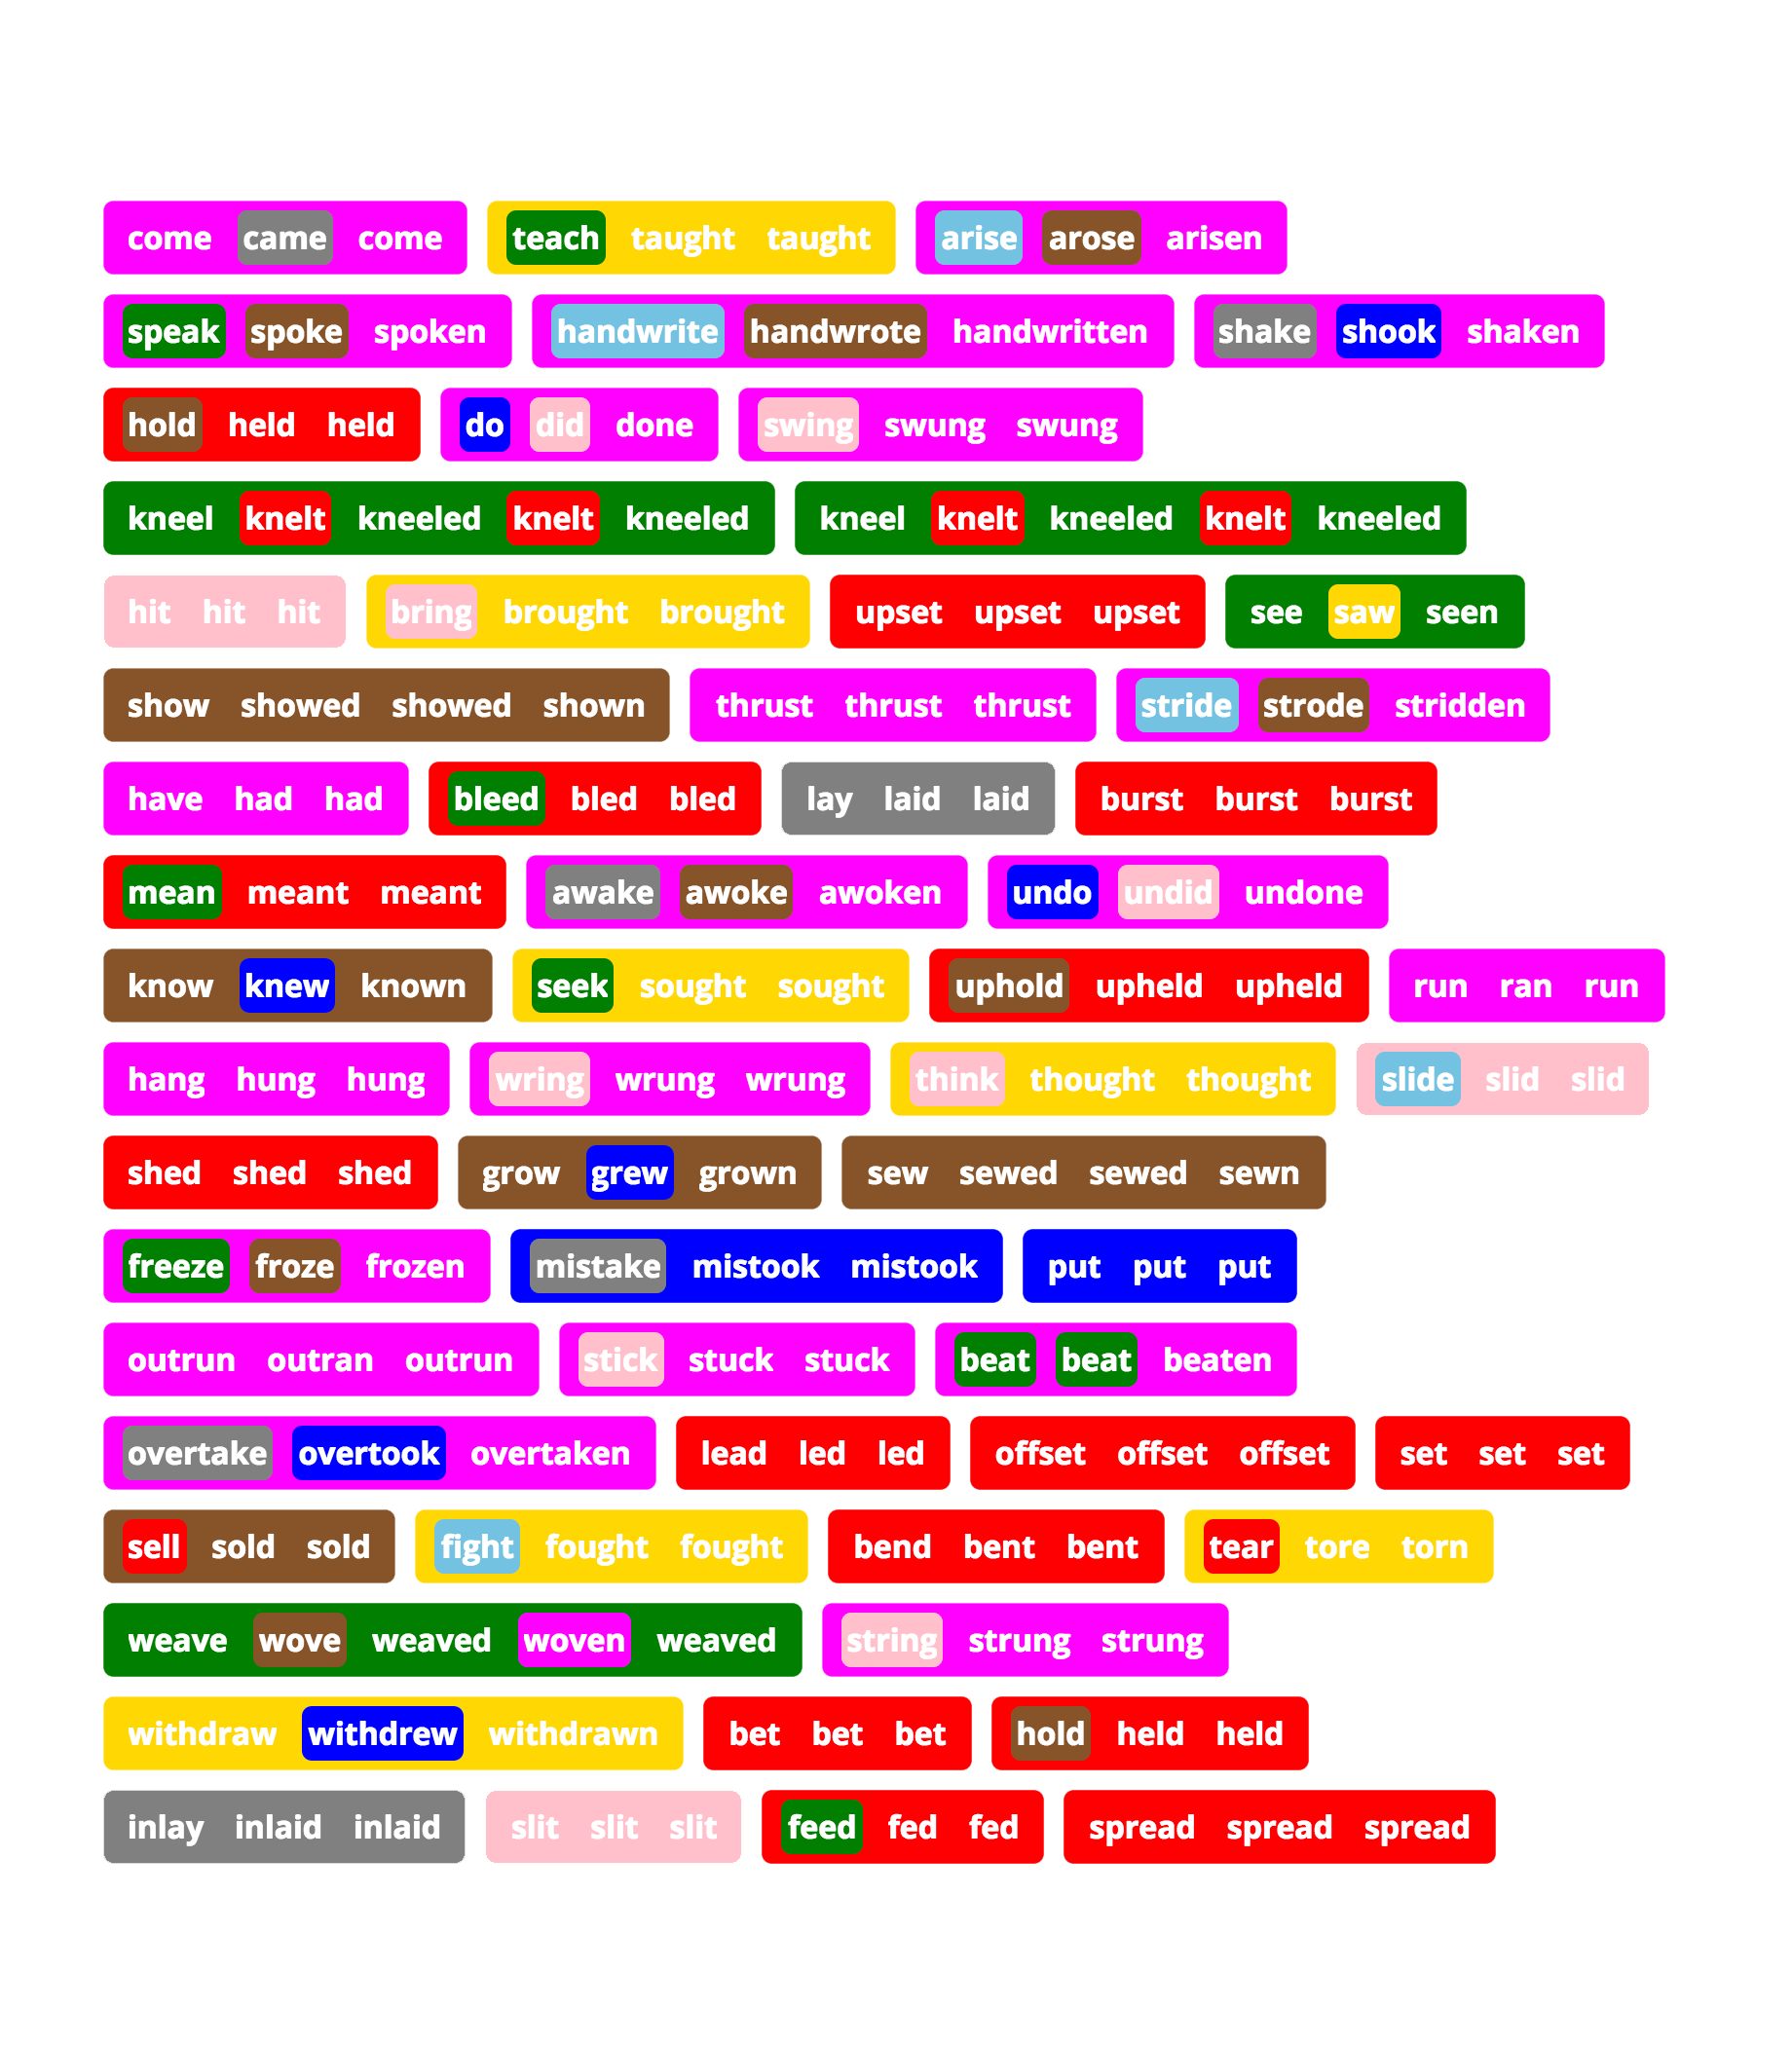 come came come teach taught taught arise arose arisen
speak spoke spoken handwrite handwrote handwritten shake shook shaken
hold held held do did done swing swung swung
kneel knelt kneeled knelt kneeled kneel knelt kneeled knelt kneeled
hit hit hit bring brought brought upset upset upset see saw seen
show showed showed shown thrust thrust thrust stride strode stridden
have had had bleed bled bled lay laid laid burst burst burst
mean meant meant awake awoke awoken undo undid undone
know knew known seek sought sought uphold upheld upheld run ran run
hang hung hung wring wrung wrung think thought thought slide slid slid
shed shed shed grow grew grown sew sewed sewed sewn
freeze froze frozen mistake mistook mistook put put put
outrun outran outrun stick stuck stuck beat beat beaten
overtake overtook overtaken lead led led offset offset offset set set set
sell sold sold fight fought fought bend bent bent tear tore torn
weave wove weaved woven weaved string strung strung
withdraw withdrew withdrawn bet bet bet hold held held
inlay inlaid inlaid slit slit slit feed fed fed spread spread spread